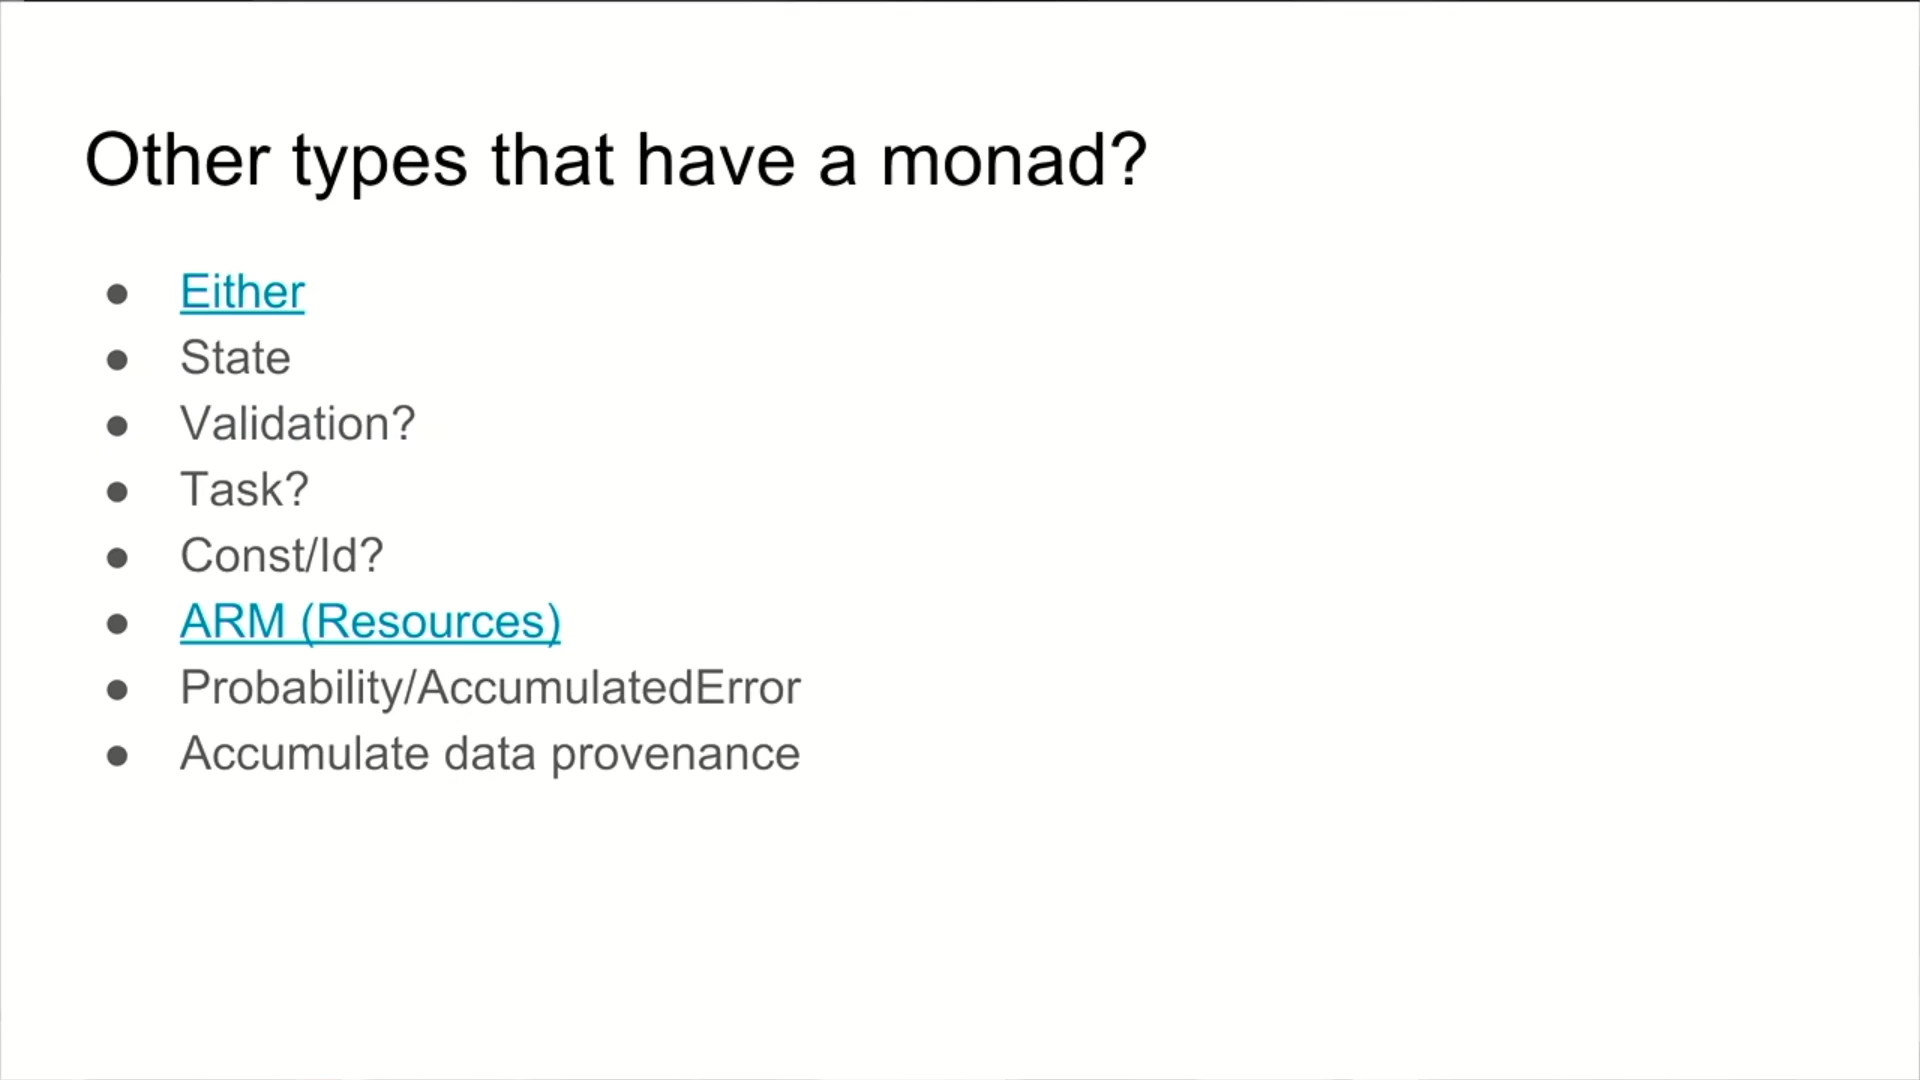 Other types that have a monad?
● Either
● State
● Validation?
● Task?
● Const/Id?
● ARM (Resources)
● Probability/AccumulatedError
● Accumulate data provenance